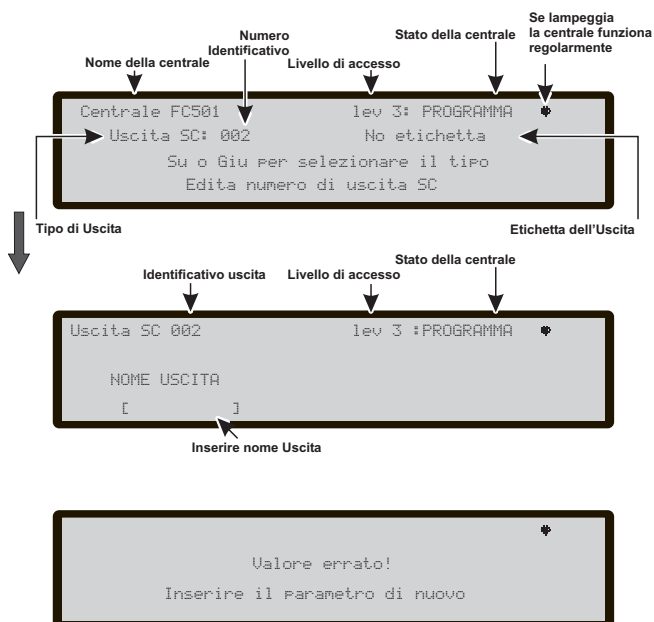 Se lampeggia
la centrale funziona
regolarmente
Numero
Identificativo
Stato della centrale
Nome della centrale
Livello di accesso
Centrale FC501 lev 3: PROGRAMMA
Uscita SC: 002 No etichetta
Su o Giu per selezionare il tipo
Edita numero di uscita SC
Tipo di Uscita
Etichetta dell'Uscita
Stato della centrale
Identificativo uscita
Livello di accesso
Uscita SC 002 lev 3 :PROGRAMMA
NOME USCITA
[ ]
Inserire nome Uscita
Valore errato!
Inserire il parametro di nuovo